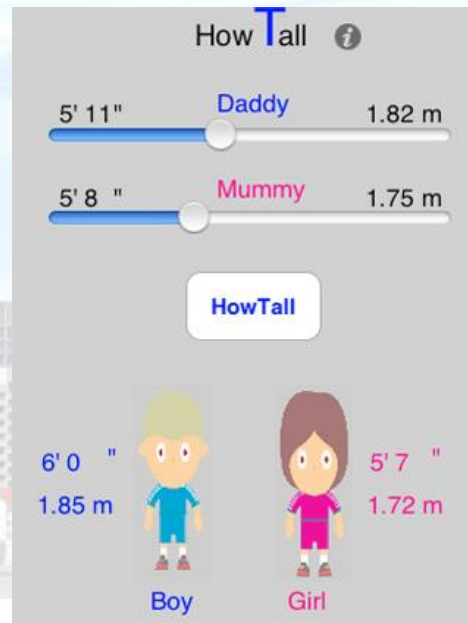 How Tall i
5' 11" Daddy 1.82 m
5' 8 " Mummy 1.75 m
HowTall
6' 0 " 5' 7 "
1.85 m 1.72 m
Boy Girl